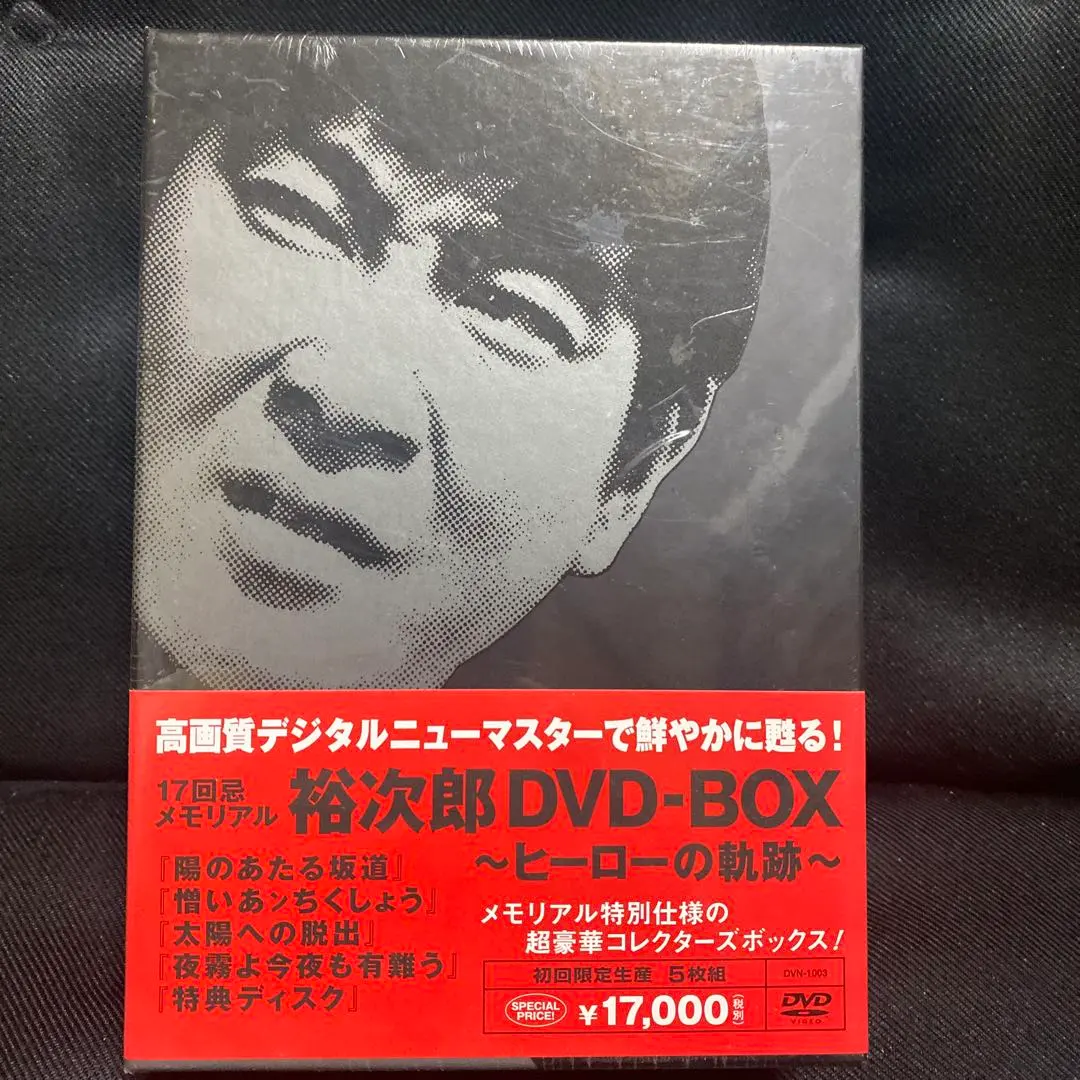 高画質デジタルニューマスターで鮮やかに甦る!
17回忌
メモリアル
裕次郎DVD-BOX
～ヒーローの軌跡～
『陽のあたる坂道』
『憎いあンちくしょう』
『太陽への脱出』
『夜霧よ今夜も有難う』
『特典ディスク』
メモリアル特別仕様の
超豪華コレクターズボックス!
初回限定生産 5枚組
DVN-1003
SPECIAL
PRICE!
¥17,000(税別)
DVD
VIDEO